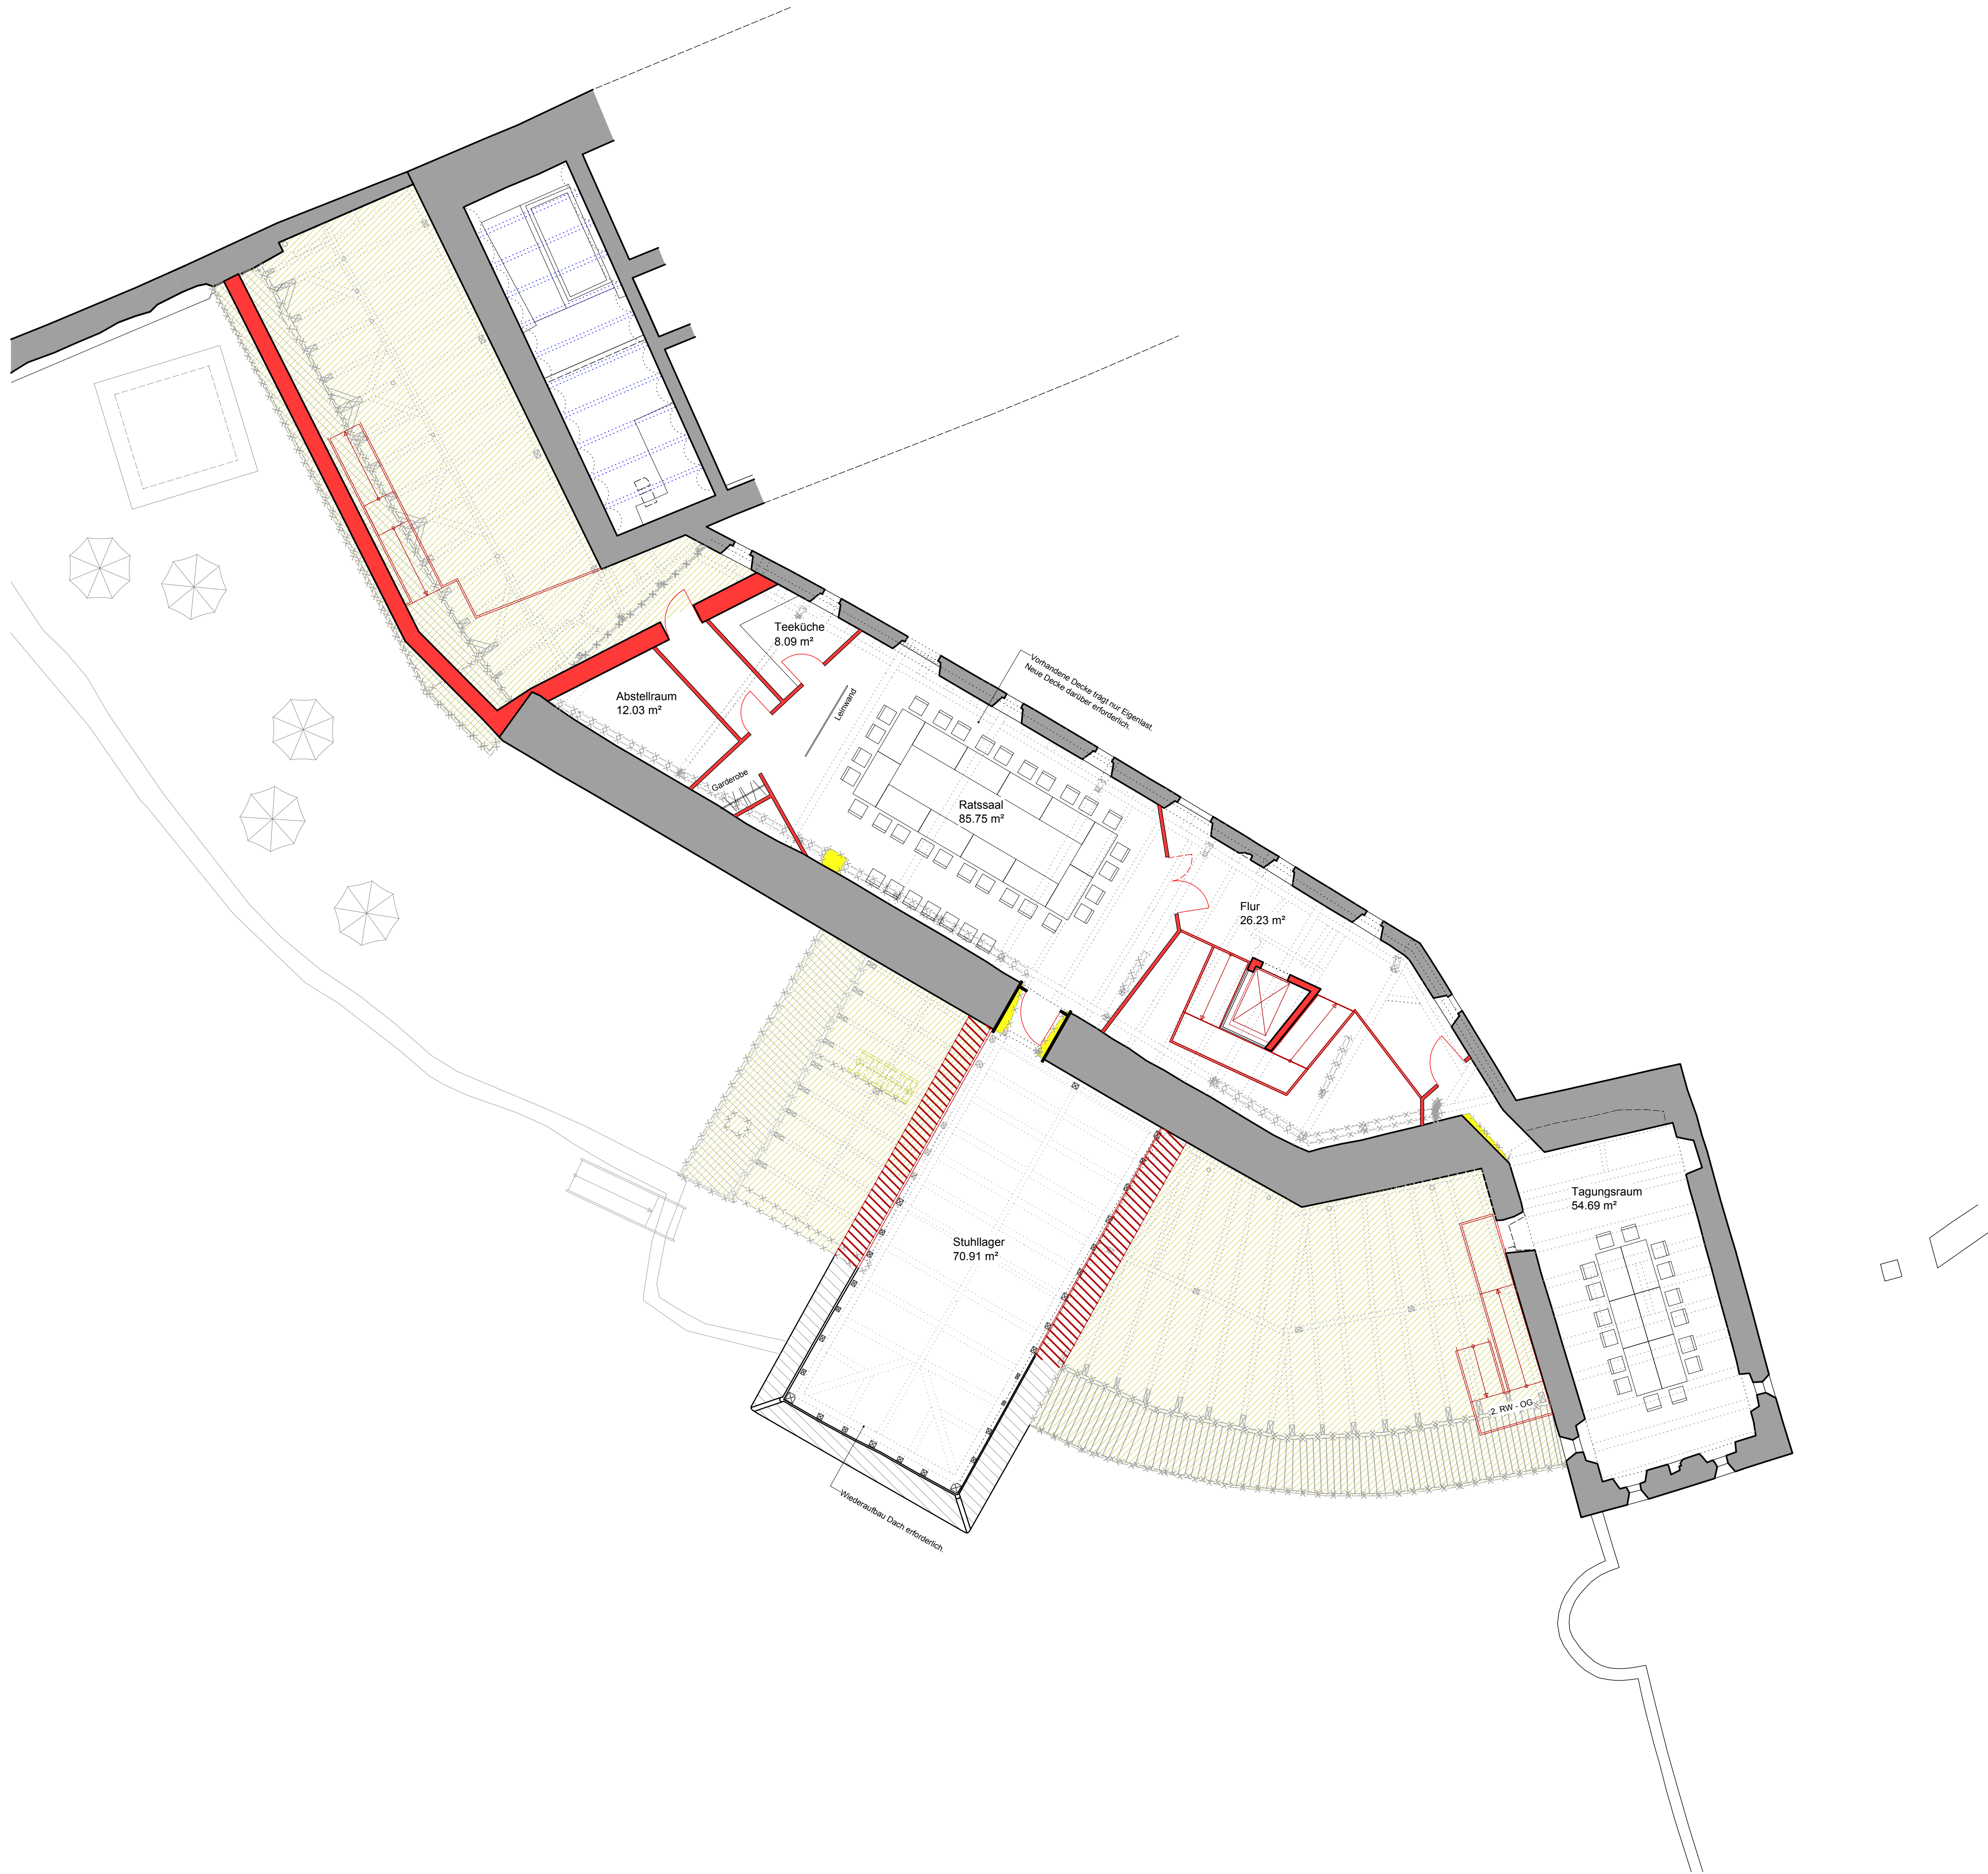 Teeküche
8.09 m²
Abstellraum
12.03 m²
Leinwand
Vorhandene Decke trägt nur Eigenlast.
Neue Decke darüber erforderlich.
Garderobe
Ratssaal
85.75 m²
Flur
26.23 m²
Tagungsraum
54.69 m²
Stuhllager
70.91 m²
2. RW - OG
Wiederaufbau Dach erforderlich.